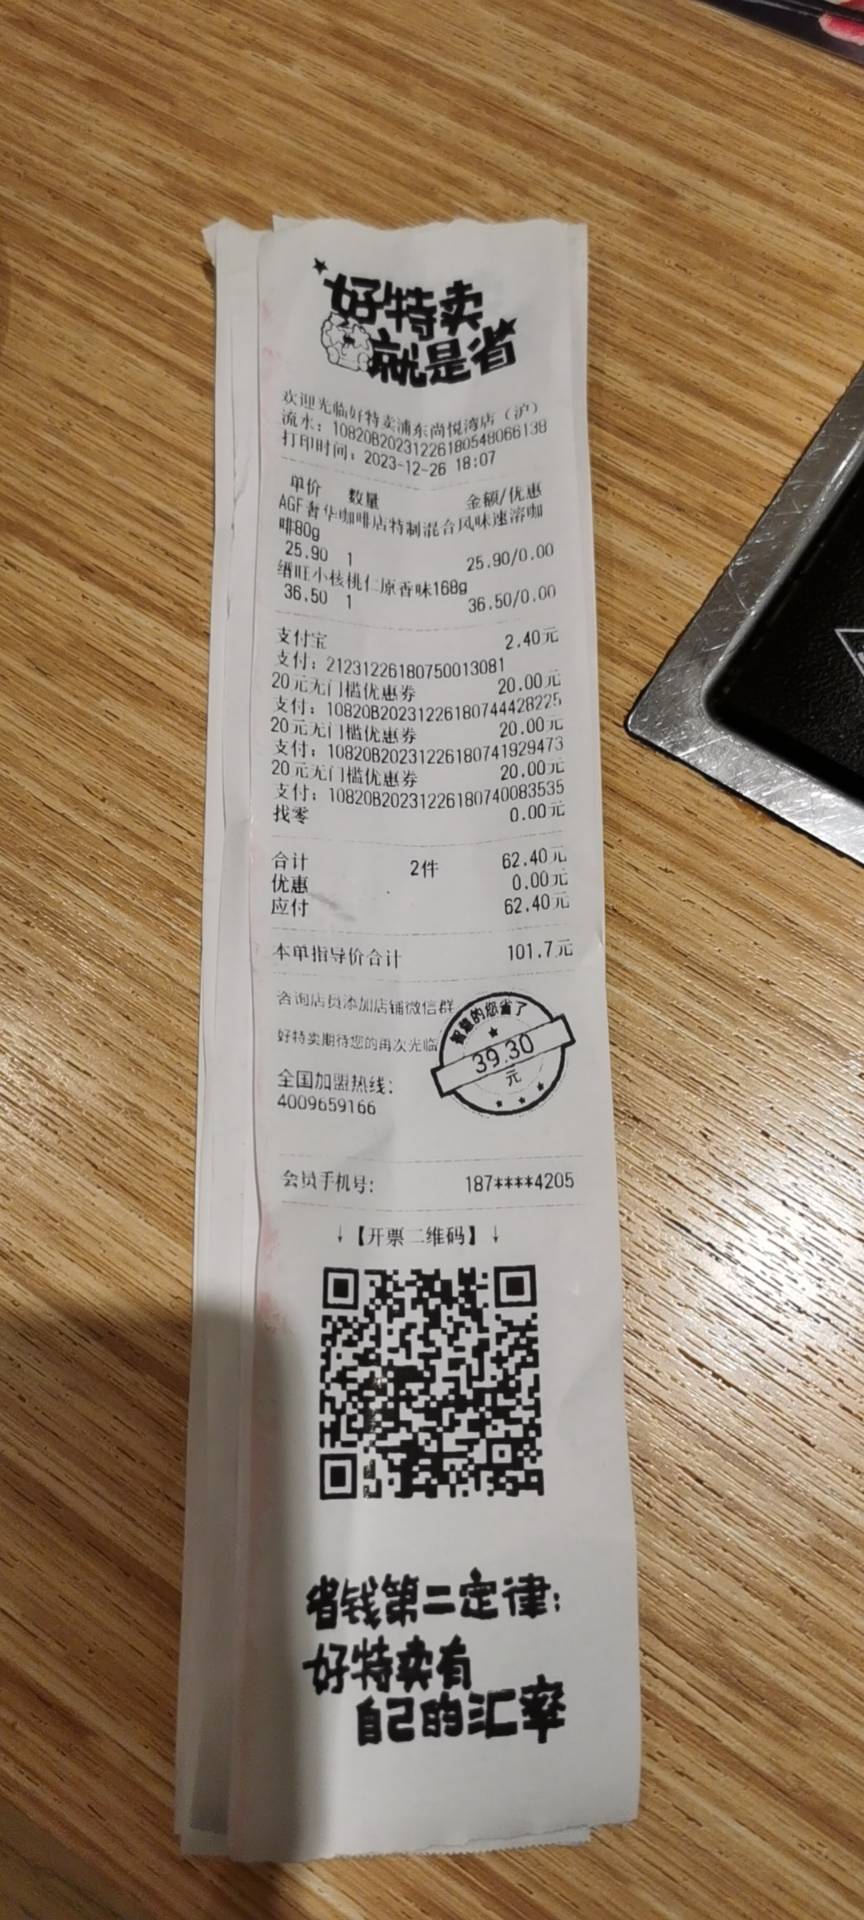 好特卖
就是省
欢迎光临好特卖浦东尚悦湾店（沪）
流水：10820B20231226180548066138
打印时间：2023-12-26 18:07
单价 数量 金额/优惠
AGF奢华咖啡店特制混合风味速溶咖
啡80g
25.90 1 25.90/0.00
缙旺小核桃仁原香味168g
36.50 1 36.50/0.00
支付宝 2.40元
支付：21231226180750013081
20元无门槛优惠券 20.00元
支付：10820B20231226180744428225
20元无门槛优惠券 20.00元
支付：10820B20231226180741929473
20元无门槛优惠券 20.00元
支付：10820B20231226180740083535
找零 0.00元
合计 2件 62.40元
优惠 0.00元
应付 62.40元
本单指导价合计 101.7元
咨询店员添加店铺微信群
好特卖期待您的再次光临
智慧的您省了
39.30
元
全国加盟热线：
4009659166
会员手机号： 187****4205
↓【开票二维码】↓
省钱第二定律：
好特卖有
自己的汇率